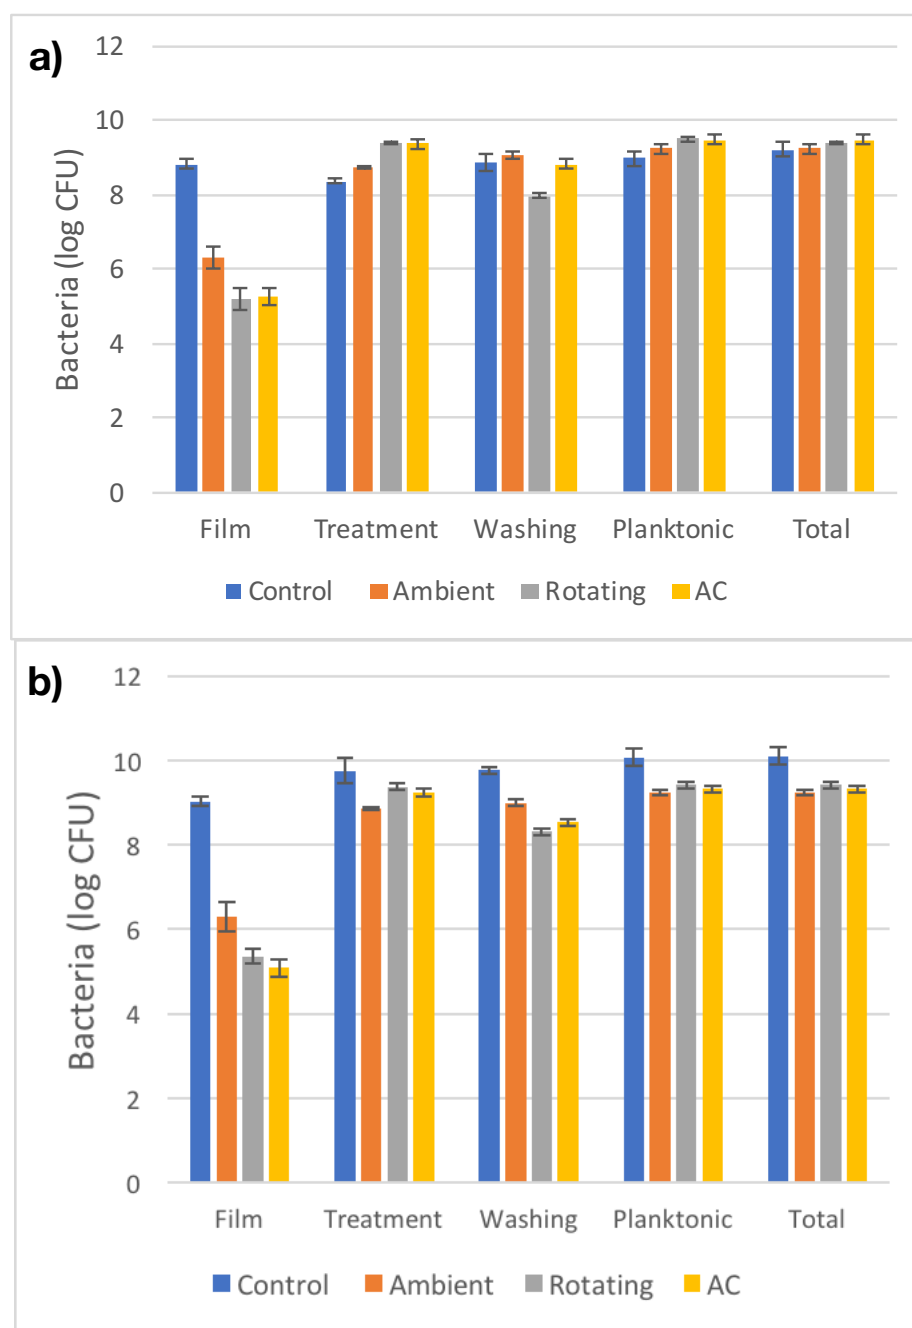 a)
Bacteria (log CFU)
12
10
8
6
4
2
0
Film Treatment Washing Planktonic Total
Control Ambient Rotating AC
b)
Bacteria (log CFU)
12
10
8
6
4
2
0
Film Treatment Washing Planktonic Total
Control Ambient Rotating AC